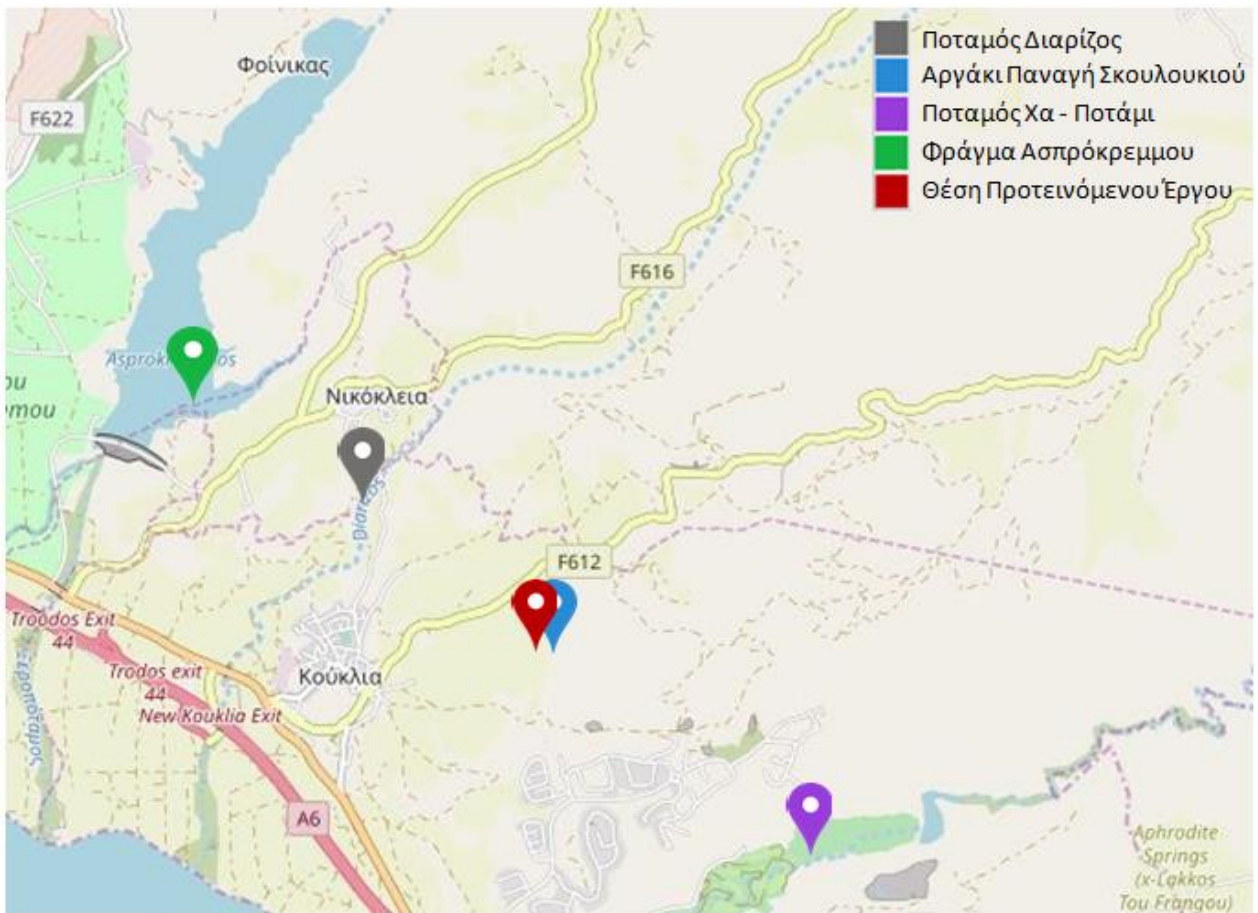 Ποταμός Διαρίζος
Αργάκι Παναγή Σκουλουκιού
Ποταμός Χα - Ποτάμι
Φράγμα Ασπρόκρεμμου
Θέση Προτεινόμενου Έργου
Φοίνικας
F622
F616
Νικόκλεια
Diarizos
F612
Troodos Exit
44
Trodos exit
44
New Kouklia Exit
Κούκλια
Ξεροπόταμος
A6
Aphrodite
Springs
(x-Lakkos
Tou Frangou)